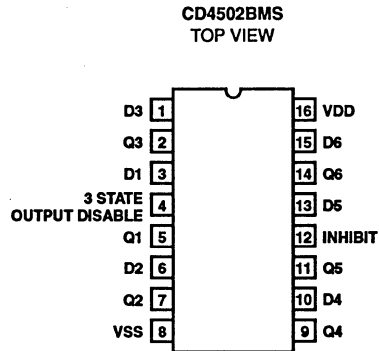 CD4502BMS
TOP VIEW
D3 1 16 VDD
Q3 2 15 D6
D1 3 14 Q6
3 STATE
OUTPUT DISABLE 4 13 D5
Q1 5 12 INHIBIT
D2 6 11 Q5
Q2 7 10 D4
VSS 8 9 Q4